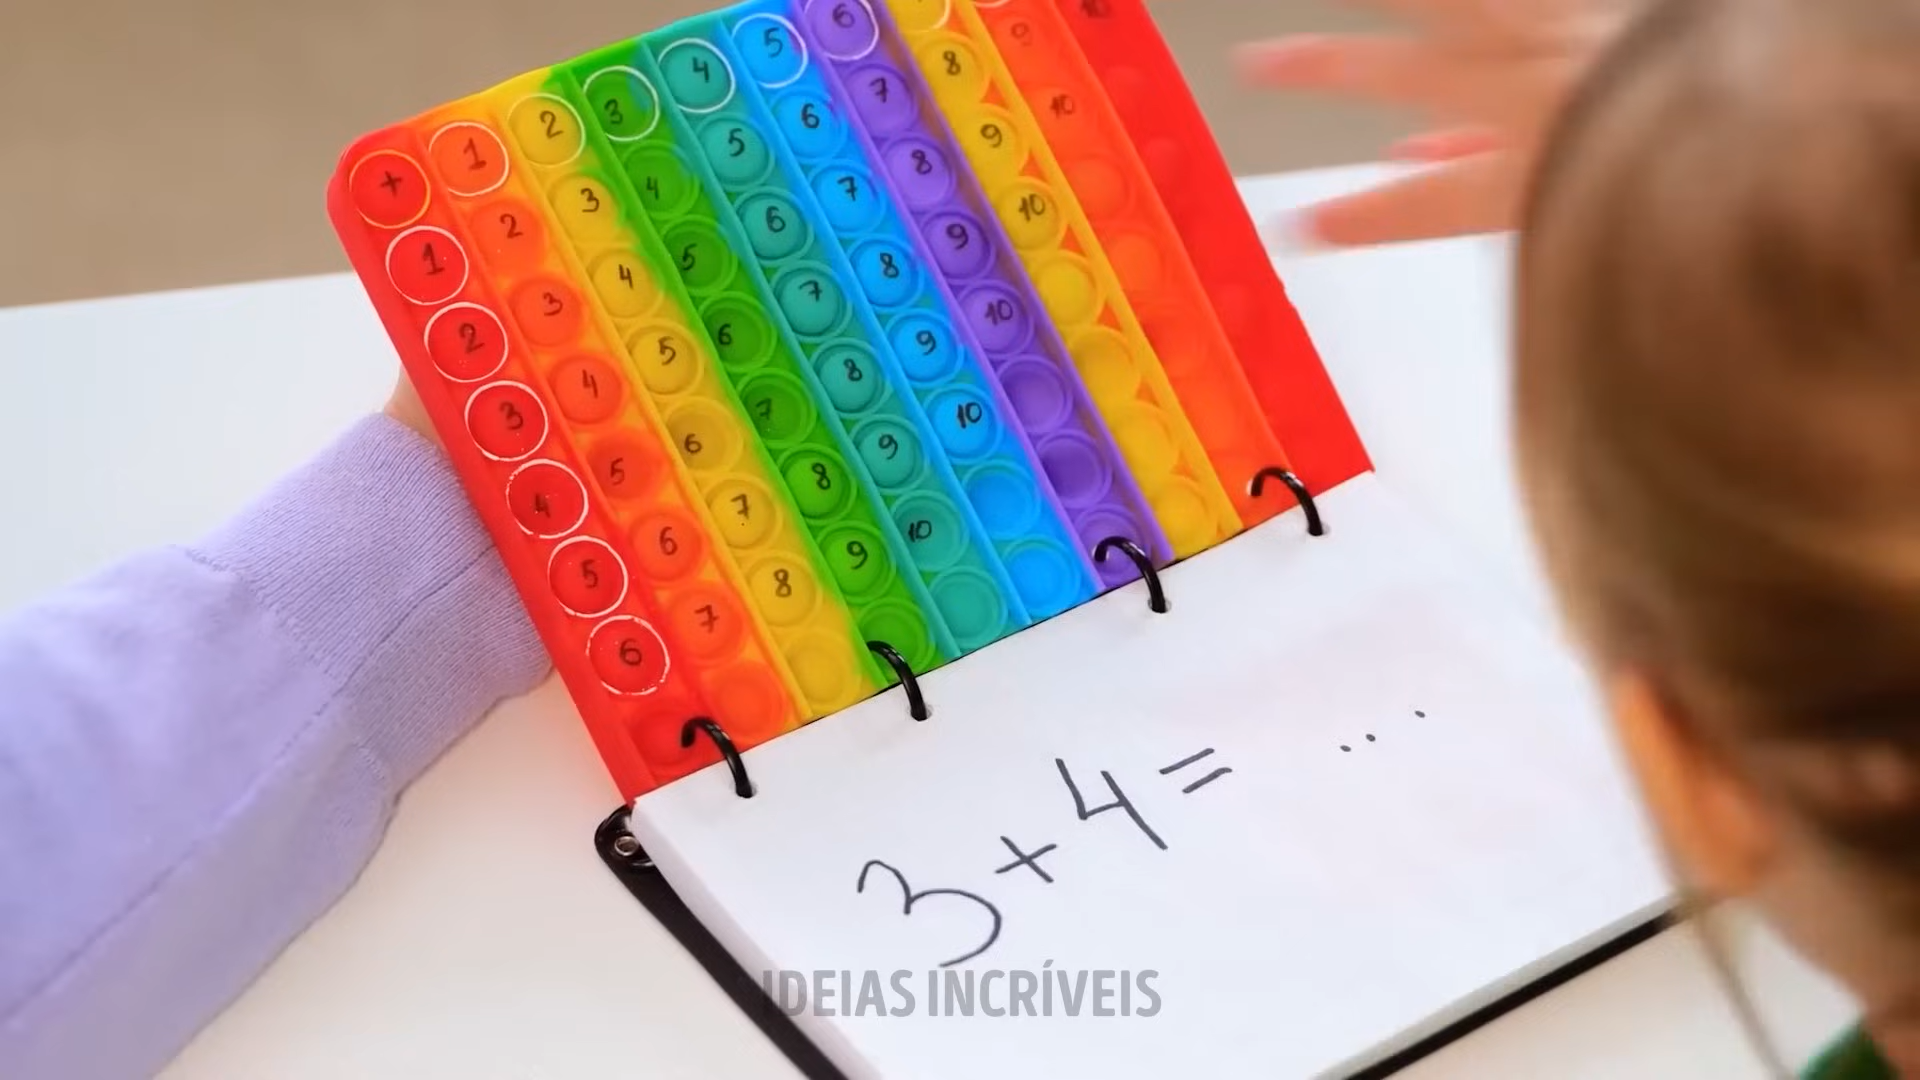 + 1 2 3 4 5 6
1 2 3 4 5 6 7 8 9 10
2 3 4 5 6 7 8 9 10
3 4 5 6 7 8 9 10
4 5 6 7 8 9 10
5 6 7 8 9 10
6 7 8 9 10
3 + 4 = ...
IDEIAS INCRÍVEIS